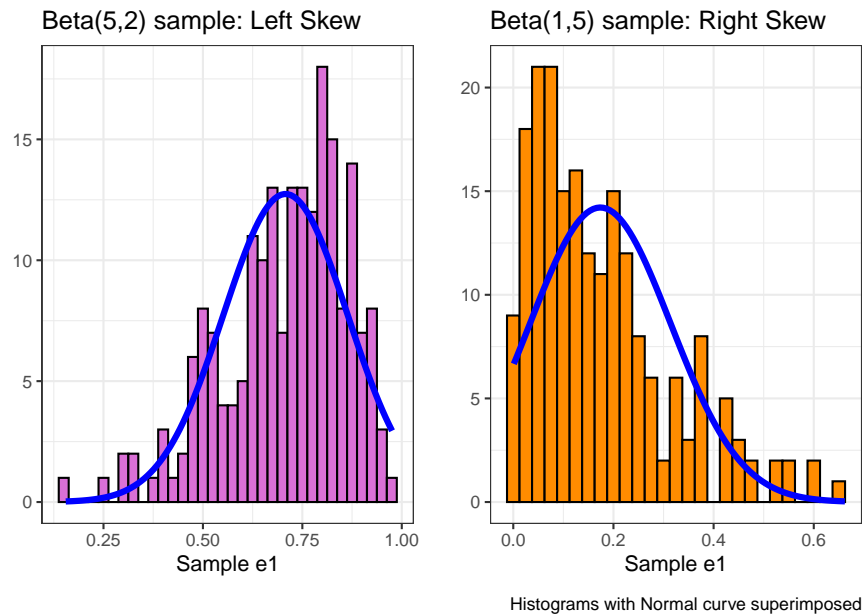 Beta(5,2) sample: Left Skew
15
10
5
0
0.25 0.50 0.75 1.00
Sample e1
Beta(1,5) sample: Right Skew
20
15
10
5
0
0.0 0.2 0.4 0.6
Sample e1
Histograms with Normal curve superimposed